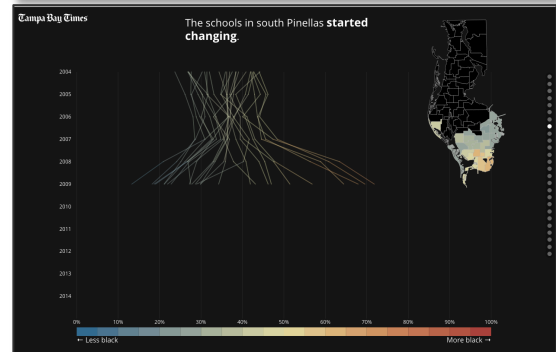 Tampa Bay Times
The schools in south Pinellas started
changing.
2004
2005
2006
2007
2008
2009
2010
2011
2012
2013
2014
0% 10% 20% 30% 40% 50% 60% 70% 80% 90% 100%
← Less black More black →